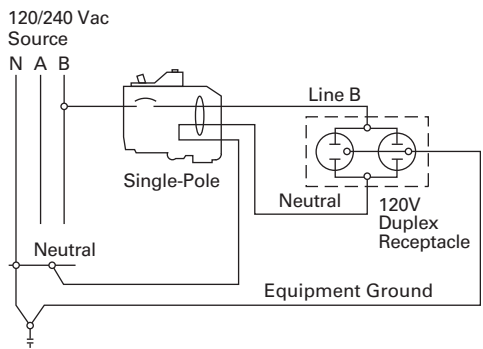 120/240 Vac
Source
N A B
Line B
Single-Pole
Neutral
120V
Duplex
Receptacle
Neutral
Equipment Ground